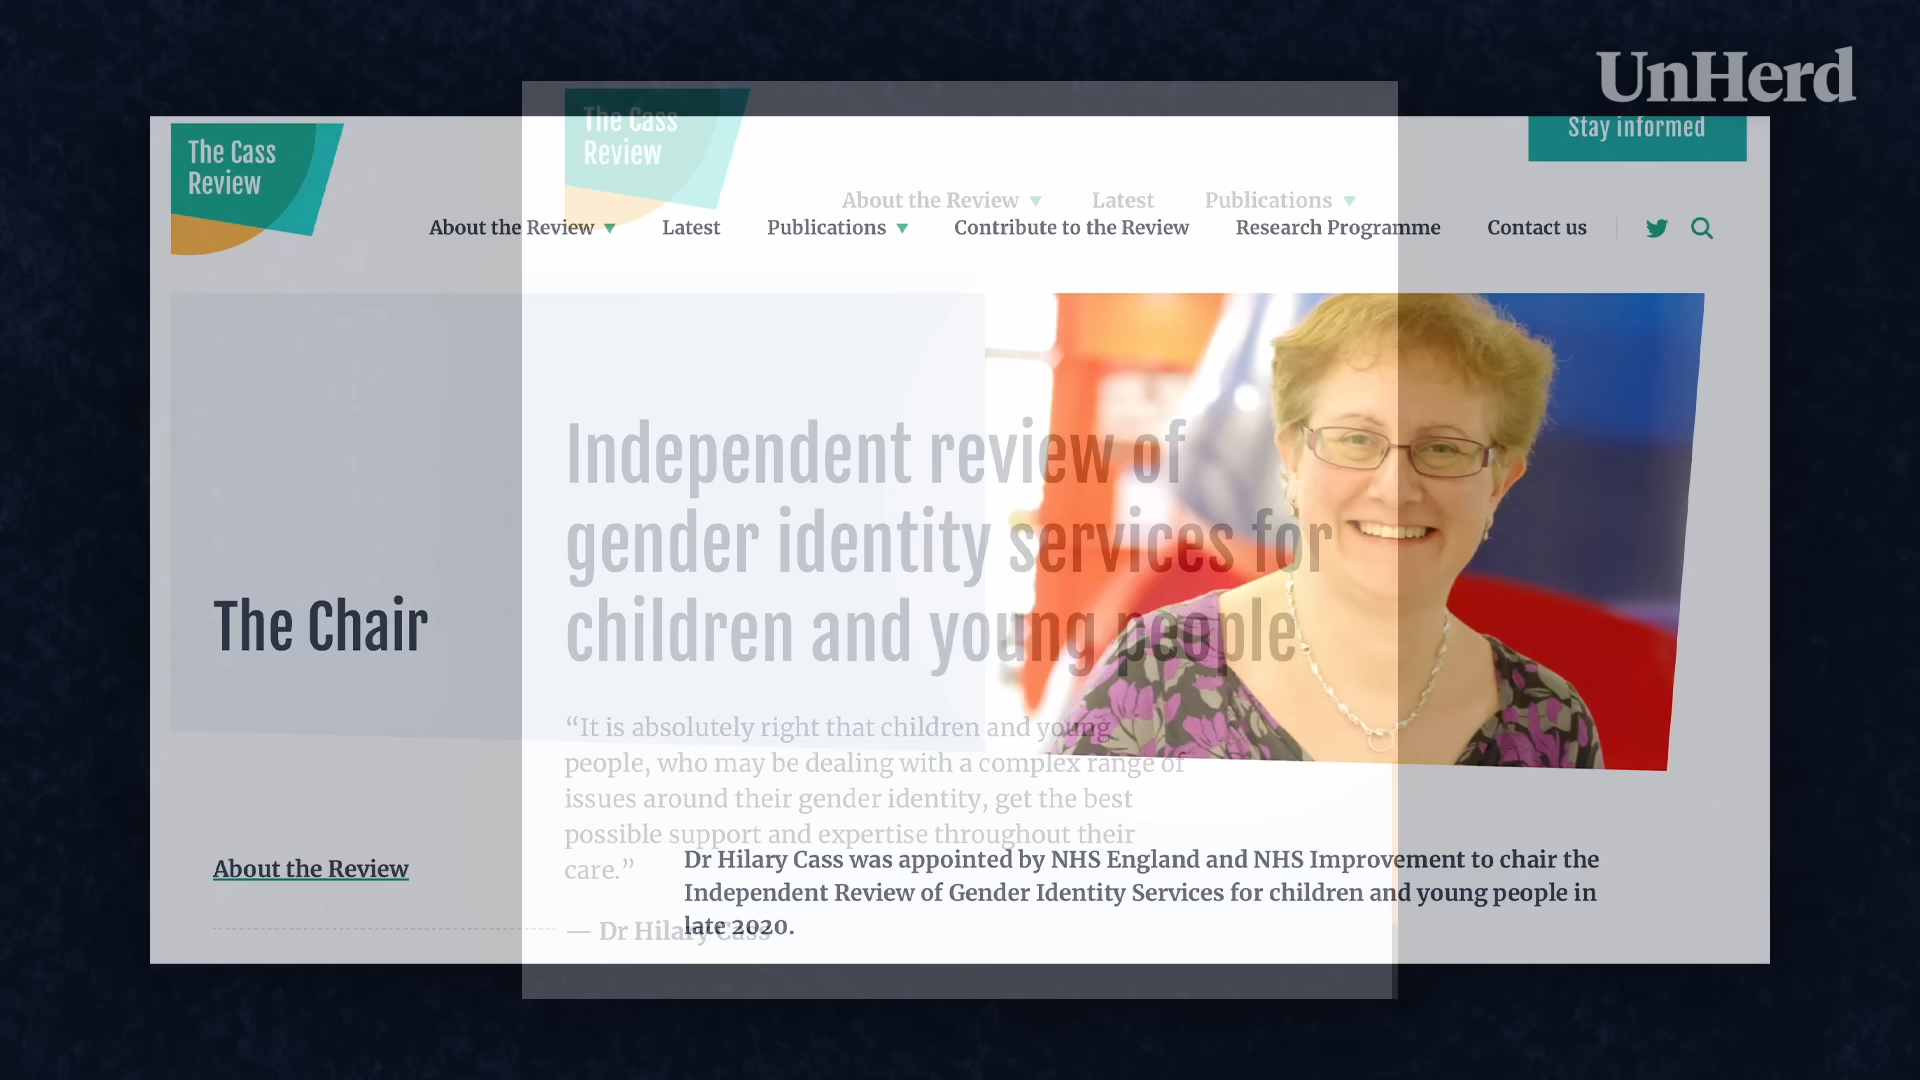 UnHerd
Stay informed
The Cass
Review
The Cass
Review
About the Review
Latest
Publications
About the Review
Latest
Publications
Contribute to the Review
Research Programme
Contact us
Independent review of
gender identity services for
children and young people
The Chair
“It is absolutely right that children and young
people, who may be dealing with a complex range of
issues around their gender identity, get the best
possible support and expertise throughout their
care.”
— Dr Hilary Cass
About the Review
Dr Hilary Cass was appointed by NHS England and NHS Improvement to chair the
Independent Review of Gender Identity Services for children and young people in
late 2020.